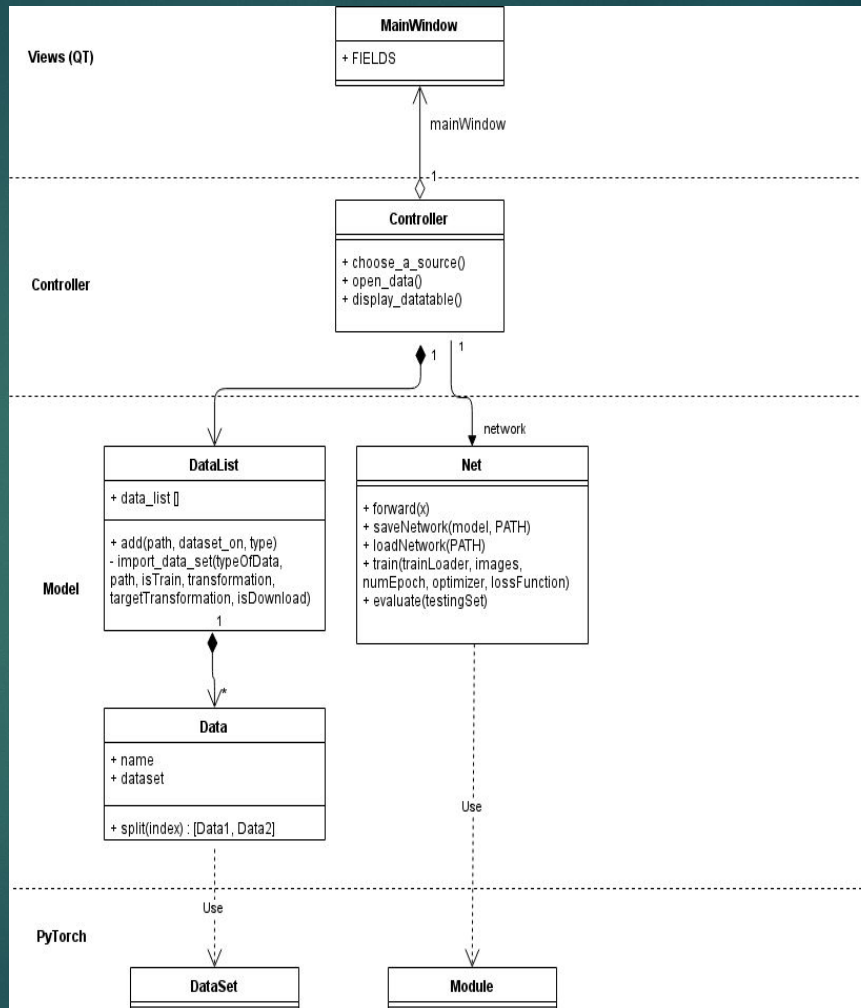 MainWindow
Views (QT)
+ FIELDS
mainWindow
1
Controller
+ choose_a_source()
+ open_data()
+ display_datatable()
Controller
1
1
network
DataList
+ data_list []
+ add(path, dataset_on, type)
- import_data_set(typeOfData,
path, isTrain, transformation,
targetTransformation, isDownload)
1
Net
+ forward(x)
+ saveNetwork(model, PATH)
+ loadNetwork(PATH)
+ train(trainLoader, images,
numEpoch, optimizer, lossFunction)
+ evaluate(testingSet)
Model
*
Data
+ name
+ dataset
+ split(index) : [Data1, Data2]
Use
Use
PyTorch
DataSet
Module